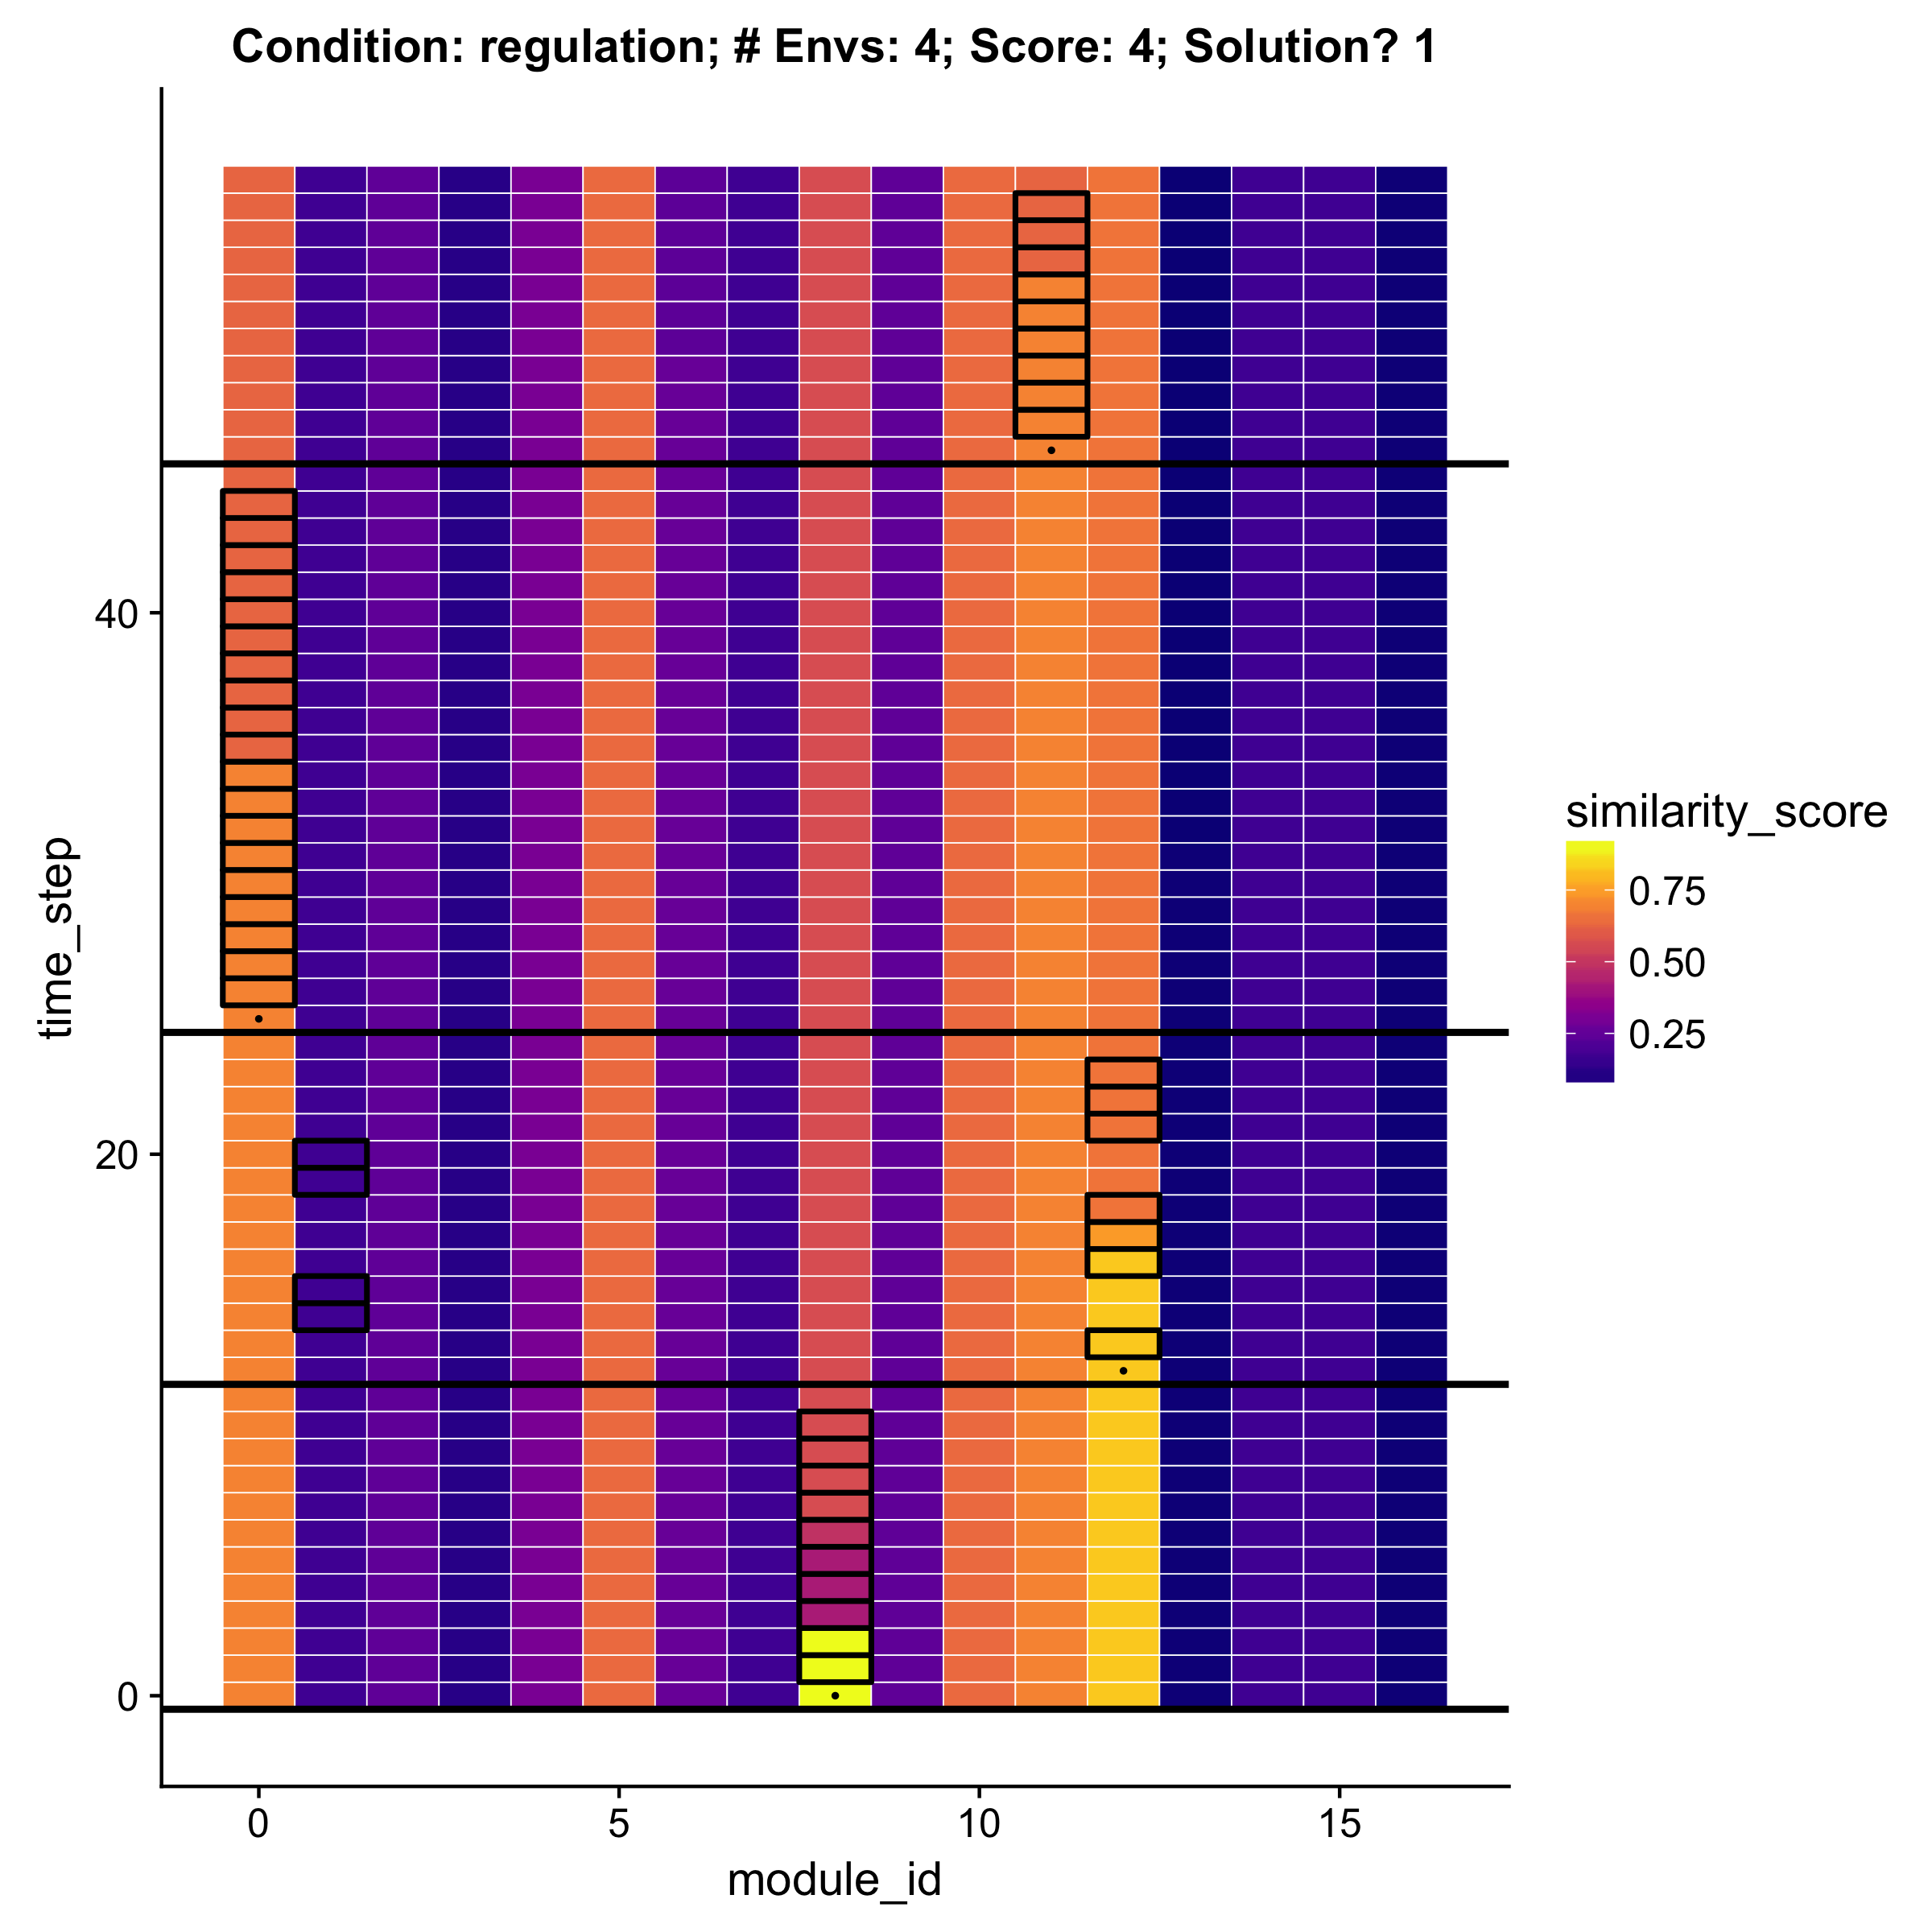 Condition: regulation; # Envs: 4; Score: 4; Solution? 1
time_step
40
20
0
0 5 10 15
module_id
similarity_score
0.75
0.50
0.25